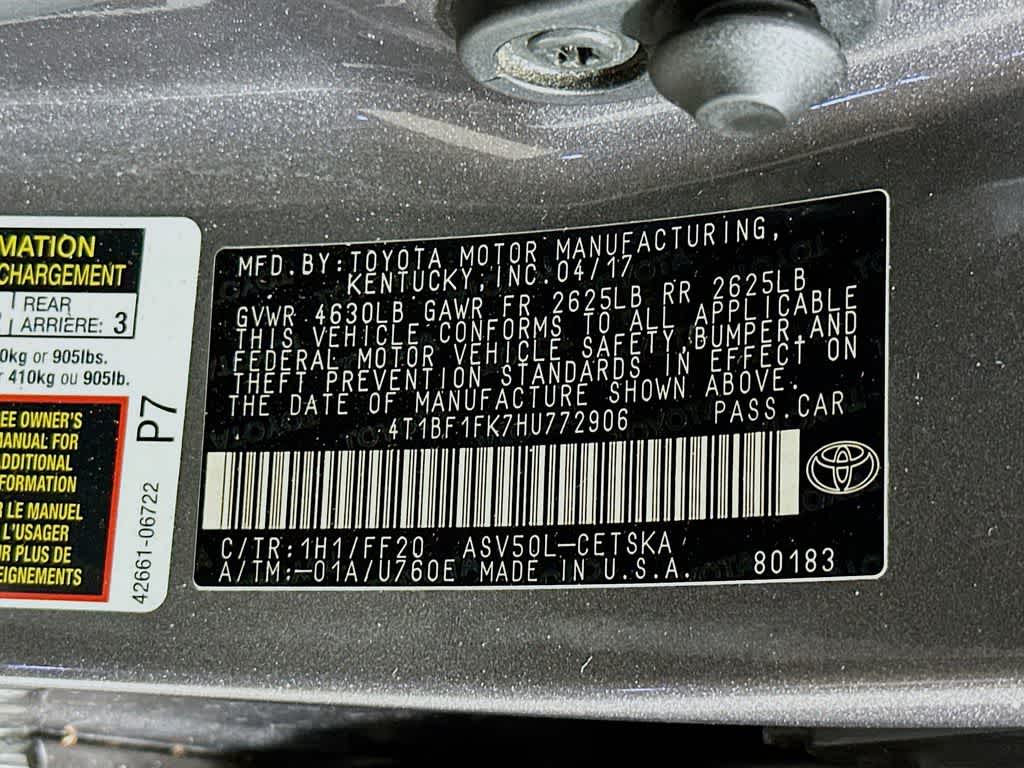 MATION
CHARGEMENT
REAR
ARRIÈRE: 3
0kg or 905lbs.
r 410kg ou 905lb.
EE OWNER'S
MANUAL FOR
ADDITIONAL
FORMATION
R LE MANUEL
L'USAGER
UR PLUS DE
EIGNEMENTS
P7
42661-06722
MFD.BY:TOYOTA MOTOR MANUFACTURING,
KENTUCKY,INC.04/17
GVWR 4630LB GAWR FR 2625LB RR 2625LB
THIS VEHICLE CONFORMS TO ALL APPLICABLE
FEDERAL MOTOR VEHICLE SAFETY,BUMPER,AND
THEFT PREVENTION STANDARDS IN EFFECT ON
THE DATE OF MANUFACTURE SHOWN ABOVE.
4T1BF1FK7HU772906 PASS.CAR
C/TR:1H1/FF20 ASV50L-CETSKA
A/TM:-01A/U760E MADE IN U.S.A. 80183